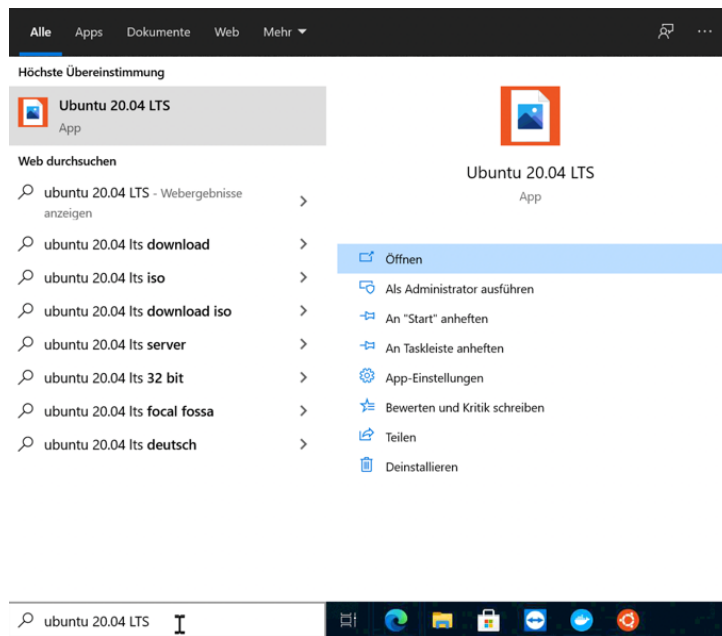 Alle Apps Dokumente Web Mehr
Höchste Übereinstimmung
Ubuntu 20.04 LTS
App
Web durchsuchen
ubuntu 20.04 LTS - Webergebnisse
anzeigen
ubuntu 20.04 lts download
ubuntu 20.04 lts iso
ubuntu 20.04 lts download iso
ubuntu 20.04 lts server
ubuntu 20.04 lts 32 bit
ubuntu 20.04 lts focal fossa
ubuntu 20.04 lts deutsch
Ubuntu 20.04 LTS
App
Öffnen
Als Administrator ausführen
An "Start" anheften
An Taskleiste anheften
App-Einstellungen
Bewerten und Kritik schreiben
Teilen
Deinstallieren
ubuntu 20.04 LTS